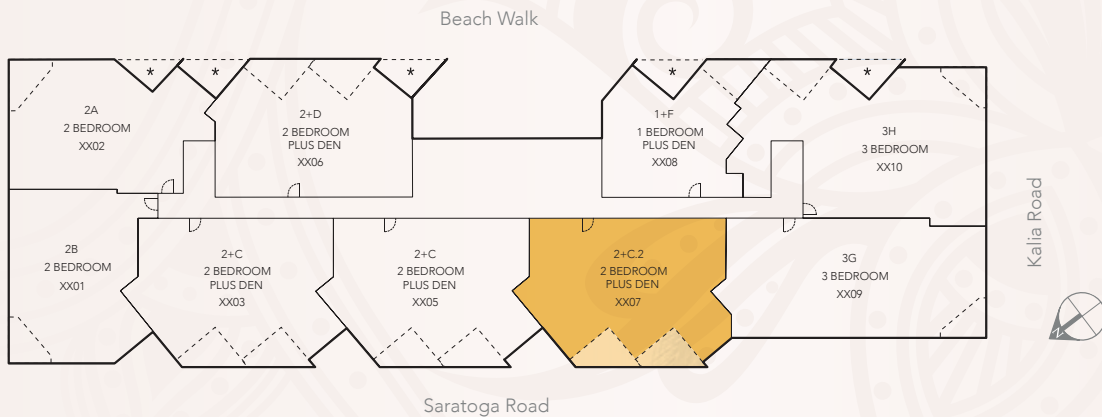 Beach Walk
*
*
*
*
*
2A
2 BEDROOM
XX02
2+D
2 BEDROOM
PLUS DEN
XX06
1+F
1 BEDROOM
PLUS DEN
XX08
3H
3 BEDROOM
XX10
2B
2 BEDROOM
XX01
2+C
2 BEDROOM
PLUS DEN
XX03
2+C
2 BEDROOM
PLUS DEN
XX05
2+C.2
2 BEDROOM
PLUS DEN
XX07
3G
3 BEDROOM
XX09
Kalia Road
N
Saratoga Road